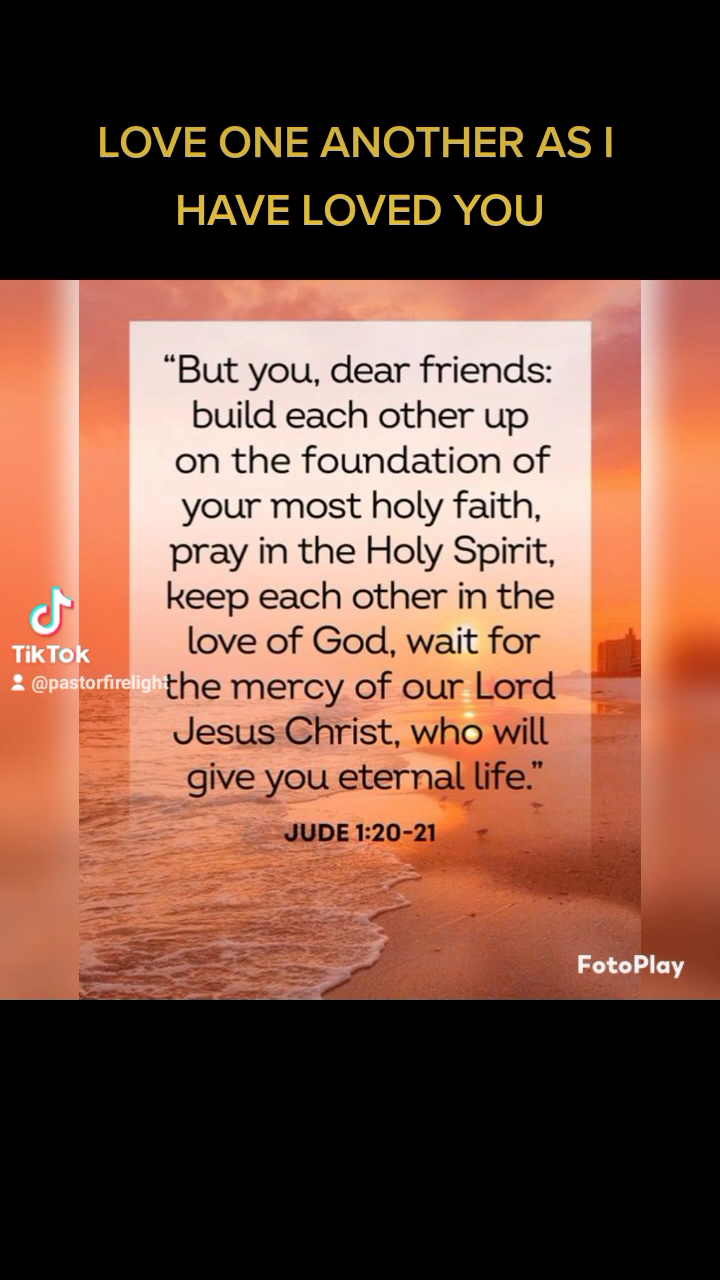 LOVE ONE ANOTHER AS I
HAVE LOVED YOU
“But you, dear friends:
build each other up
on the foundation of
your most holy faith,
pray in the Holy Spirit,
keep each other in the
love of God, wait for
the mercy of our Lord
Jesus Christ, who will
give you eternal life.”
JUDE 1:20-21
TikTok
@pastorfirelight
FotoPlay